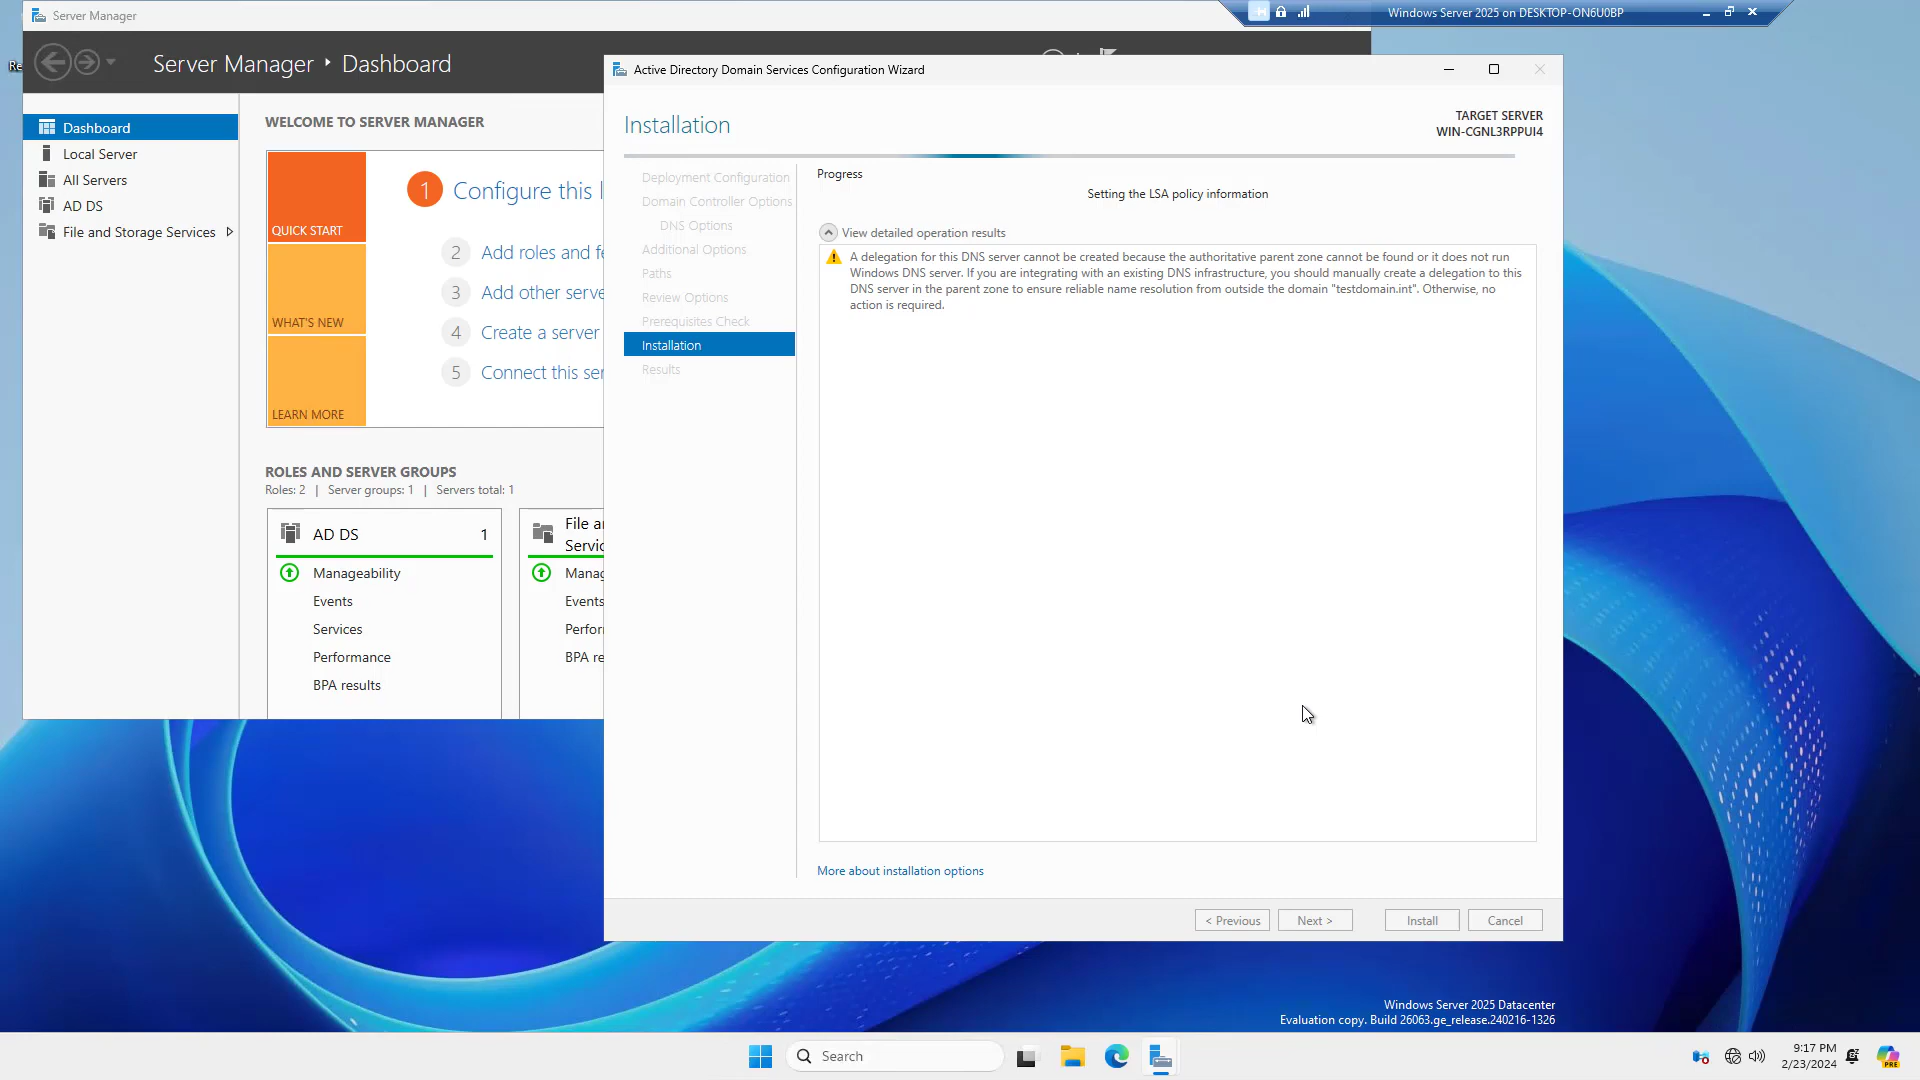 Server Manager
Windows Server 2025 on DESKTOP-ON6U0BP
Re
Server Manager ‣ Dashboard
Dashboard
Local Server
All Servers
AD DS
File and Storage Services
WELCOME TO SERVER MANAGER
QUICK START
WHAT'S NEW
LEARN MORE
1 Configure this l
2 Add roles and fe
3 Add other serve
4 Create a server
5 Connect this ser
ROLES AND SERVER GROUPS
Roles: 2 | Server groups: 1 | Servers total: 1
AD DS 1
Manageability
Events
Services
Performance
BPA results
File a
Servic
Manag
Events
Perfor
BPA re
Active Directory Domain Services Configuration Wizard
Installation
TARGET SERVER
WIN-CGNL3RPPUI4
Deployment Configuration
Domain Controller Options
DNS Options
Additional Options
Paths
Review Options
Prerequisites Check
Installation
Results
Progress
Setting the LSA policy information
View detailed operation results
A delegation for this DNS server cannot be created because the authoritative parent zone cannot be found or it does not run
Windows DNS server. If you are integrating with an existing DNS infrastructure, you should manually create a delegation to this
DNS server in the parent zone to ensure reliable name resolution from outside the domain "testdomain.int". Otherwise, no
action is required.
More about installation options
< Previous
Next >
Install
Cancel
Windows Server 2025 Datacenter
Evaluation copy. Build 26063.ge_release.240216-1326
Search
9:17 PM
2/23/2024
PRE